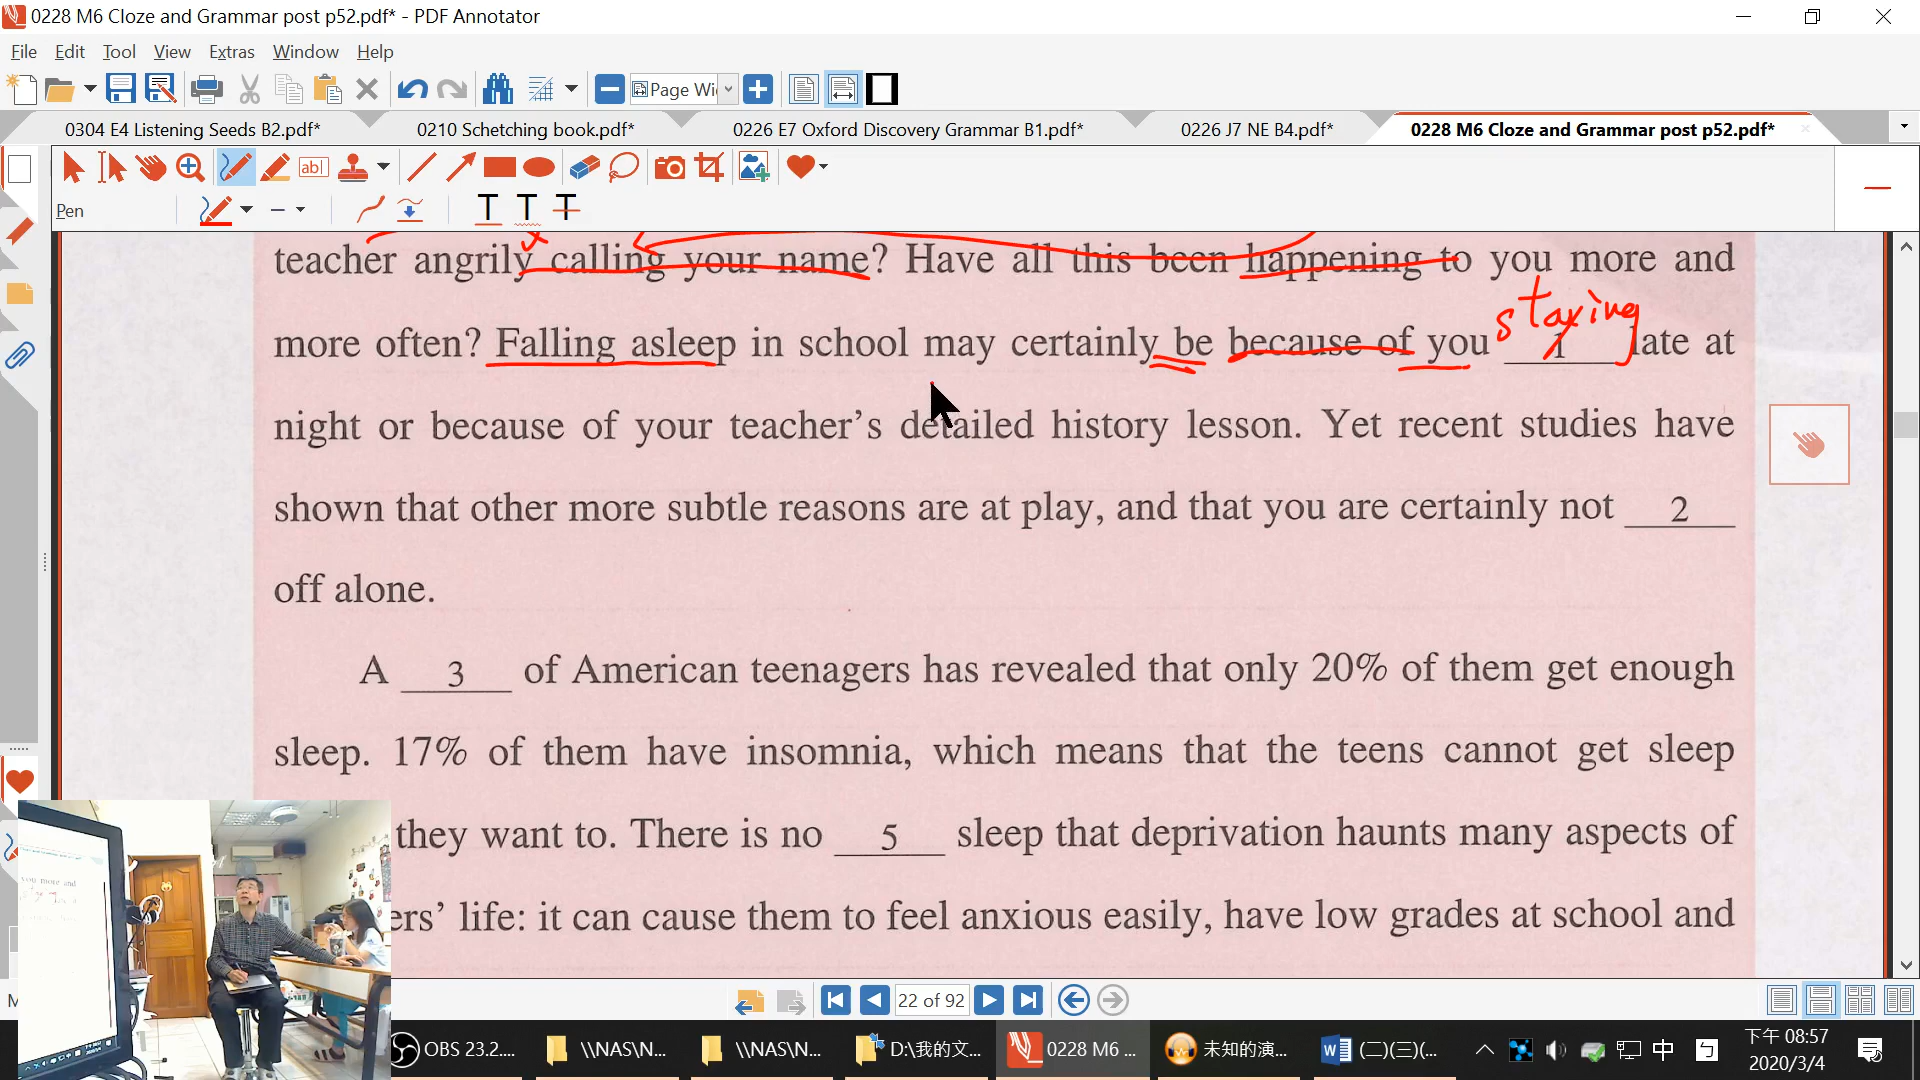 0228 M6 Cloze and Grammar post p52.pdf* - PDF Annotator
File Edit Tool View Extras Window Help
Page Wi
0304 E4 Listening Seeds B2.pdf* 0210 Schetching book.pdf* 0226 E7 Oxford Discovery Grammar B1.pdf* 0226 J7 NE B4.pdf* 0228 M6 Cloze and Grammar post p52.pdf*
ab|
Pen T T T
teacher angrily calling your name? Have all this been happening to you more and
staying
more often? Falling asleep in school may certainly be because of you 1 late at
night or because of your teacher's detailed history lesson. Yet recent studies have
shown that other more subtle reasons are at play, and that you are certainly not 2
off alone.
A 3 of American teenagers has revealed that only 20% of them get enough
sleep. 17% of them have insomnia, which means that the teens cannot get sleep
they want to. There is no 5 sleep that deprivation haunts many aspects of
ers' life: it can cause them to feel anxious easily, have low grades at school and
22 of 92
OBS 23.2.... \\NAS\N... \\NAS\N... D:\我的文... 0228 M6 ... 未知的演... (二)(三)(... 中 ㄅ 下午 08:57
2020/3/4